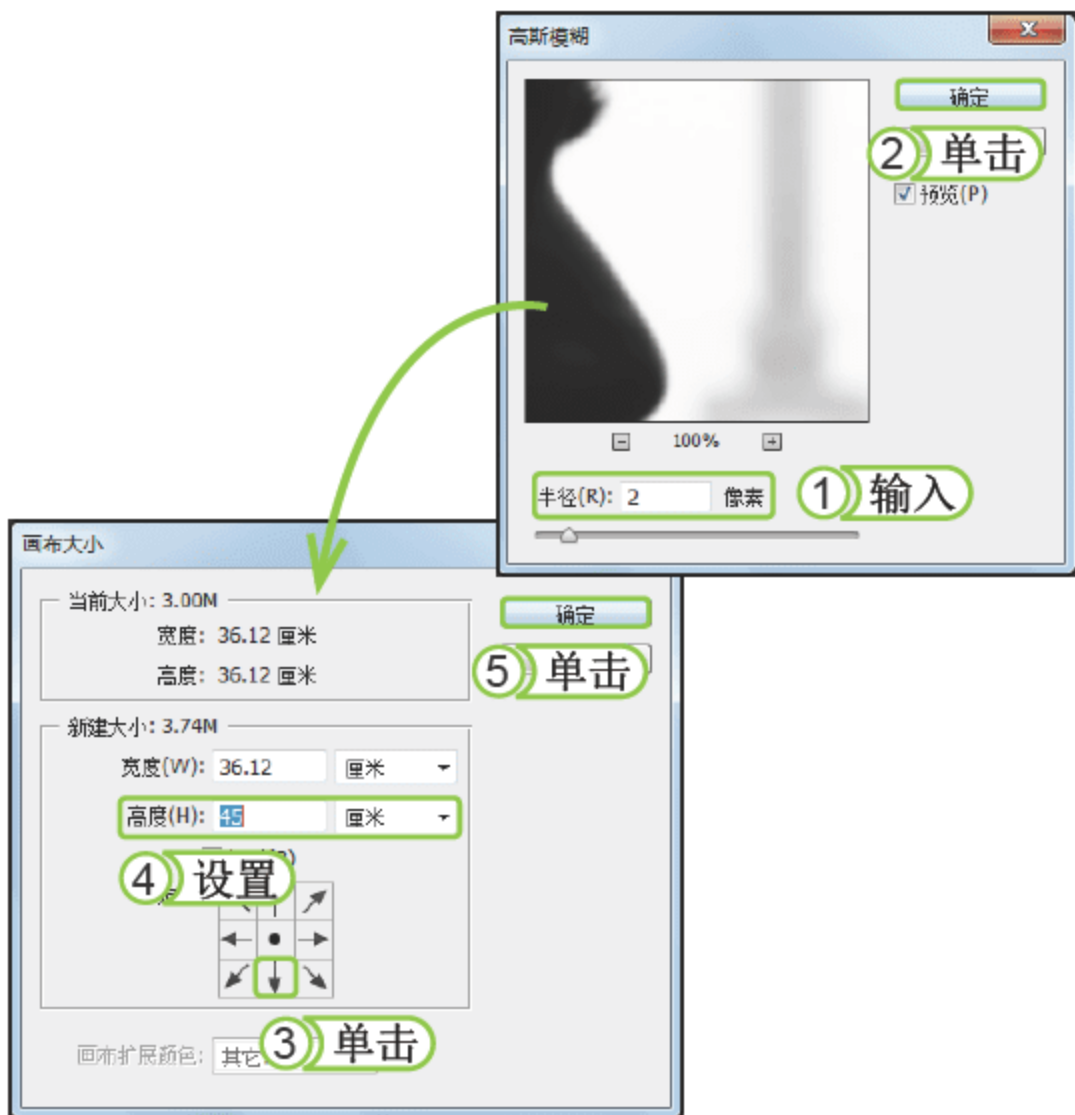 高斯模糊
确定
② 单击
预览(P)
100%
半径(R): 2 像素
① 输入
画布大小
当前大小: 3.00M
宽度: 36.12 厘米
高度: 36.12 厘米
确定
⑤ 单击
新建大小: 3.74M
宽度(W): 36.12 厘米
高度(H): 45 厘米
④ 设置
③ 单击
画布扩展颜色: 其它